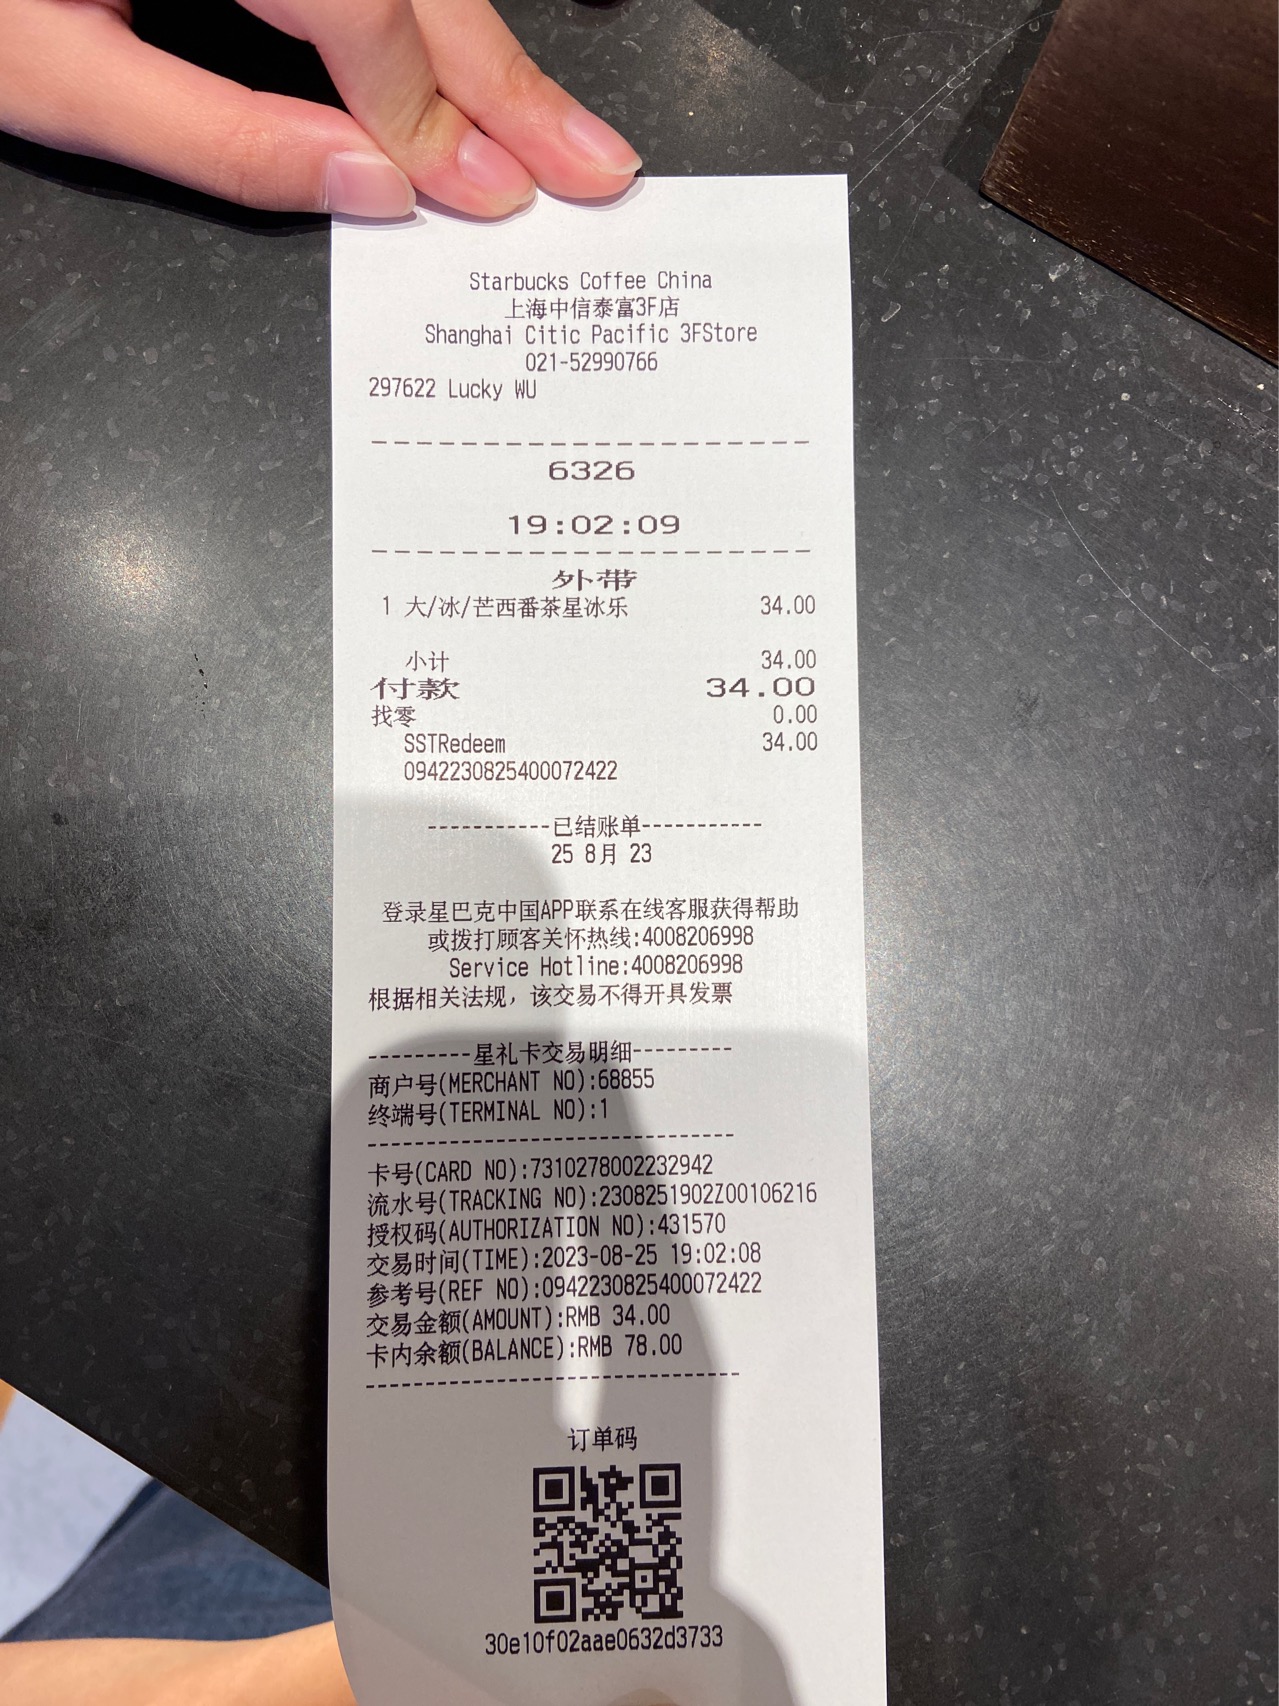 Starbucks Coffee China
上海中信泰富3F店
Shanghai Citic Pacific 3FStore
021-52990766
297622 Lucky WU
--------------------
6326
19:02:09
--------------------
外带
1 大/冰/芒西番茶星冰乐 34.00
小计 34.00
付款 34.00
找零 0.00
SSTRedeem 34.00
0942230825400072422
-----------已结账单-----------
25 8月 23
登录星巴克中国APP联系在线客服获得帮助
或拨打顾客关怀热线:4008206998
Service Hotline:4008206998
根据相关法规，该交易不得开具发票
---------星礼卡交易明细---------
商户号(MERCHANT NO):68855
终端号(TERMINAL NO):1
--------------------------------
卡号(CARD NO):7310278002232942
流水号(TRACKING NO):2308251902Z00106216
授权码(AUTHORIZATION NO):431570
交易时间(TIME):2023-08-25 19:02:08
参考号(REF NO):0942230825400072422
交易金额(AMOUNT):RMB 34.00
卡内余额(BALANCE):RMB 78.00
--------------------------------
订单码
30e10f02aae0632d3733